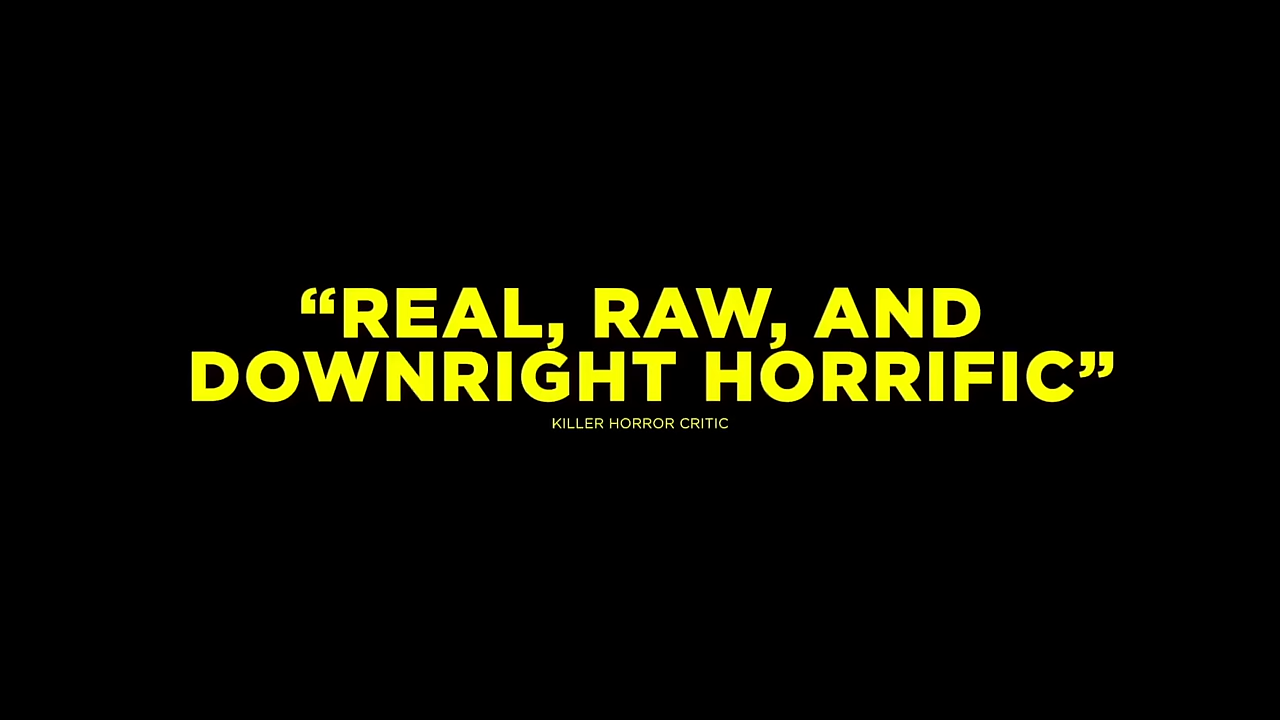 “REAL, RAW, AND
DOWNRIGHT HORRIFIC”
KILLER HORROR CRITIC